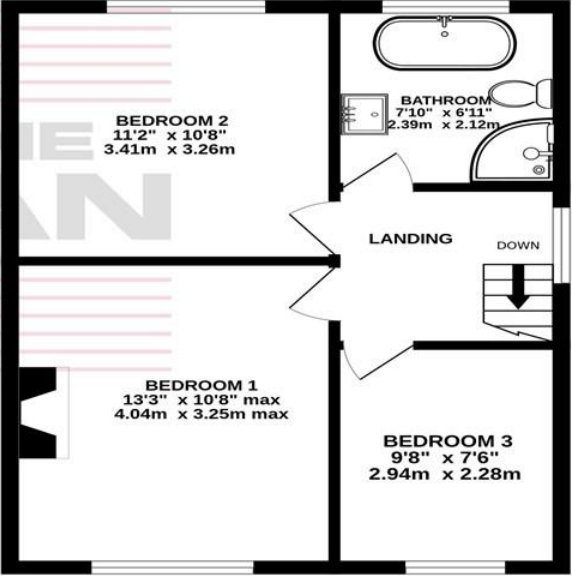 BATHROOM
7'10" x 6'11"
2.39m x 2.12m
BEDROOM 2
11'2" x 10'8"
3.41m x 3.26m
HE
AN
LANDING
DOWN
BEDROOM 1
13'3" x 10'8" max
4.04m x 3.25m max
BEDROOM 3
9'8" x 7'6"
2.94m x 2.28m